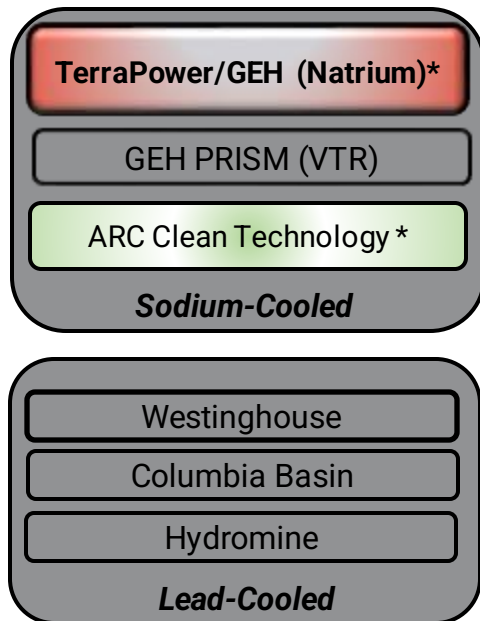 TerraPower/GEH (Natrium)*
GEH PRISM (VTR)
ARC Clean Technology *
Sodium-Cooled
Westinghouse
Columbia Basin
Hydromine
Lead-Cooled